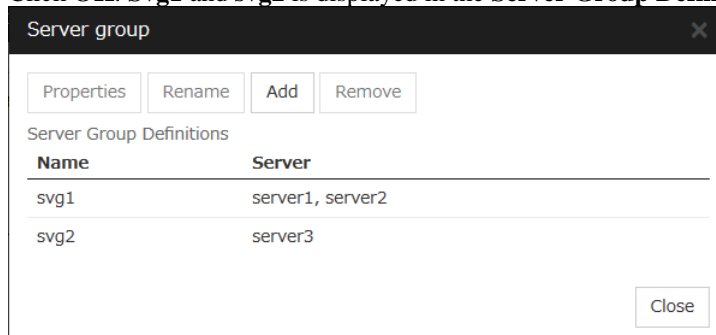 Click OK. Svg1 and svg2 is displayed in the Server Group Defin
Server group
Properties Rename Add Remove
Server Group Definitions
Name Server
svg1 server1, server2
svg2 server3
Close